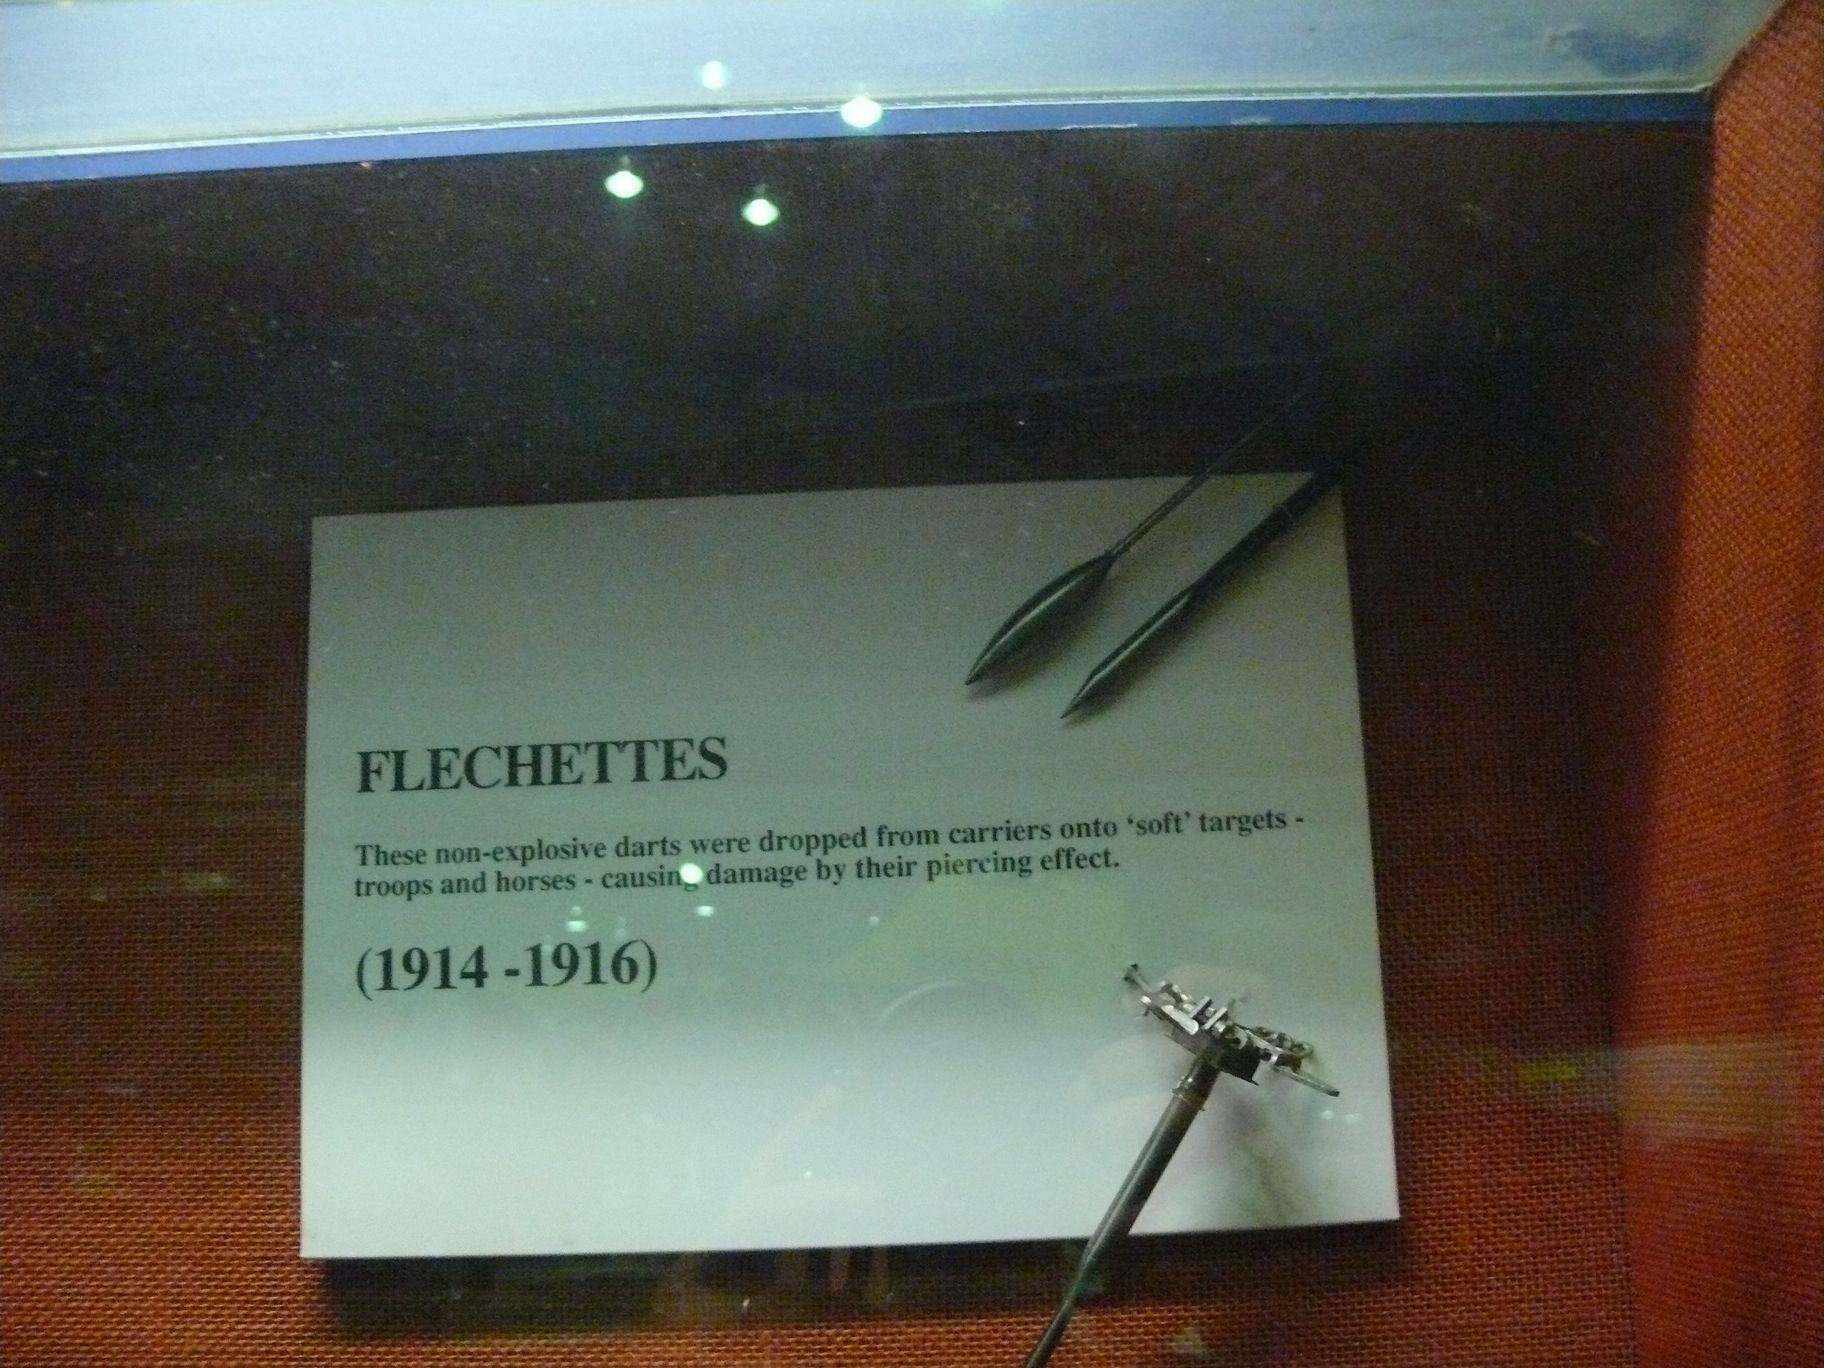 FLECHETTES
These non-explosive darts were dropped from carriers onto ‘soft’ targets -
troops and horses - causing damage by their piercing effect.
(1914 -1916)